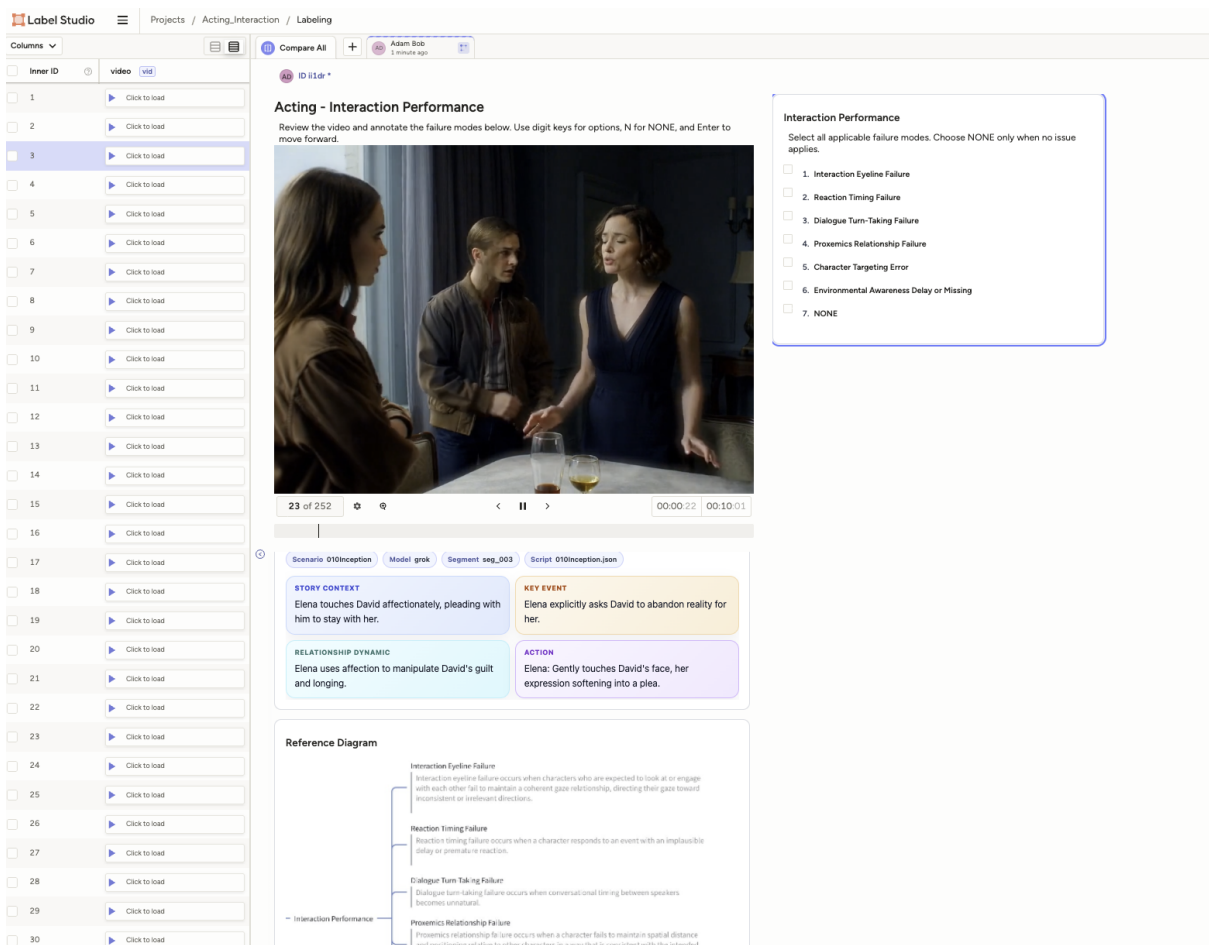 Label Studio
Projects / Acting_Interaction / Labeling
Columns
Compare All
+
AD
Adam Bob
1 minute ago
Inner ID
video vid
AD ID ii1dr *
1 Click to load
2 Click to load
3 Click to load
4 Click to load
5 Click to load
6 Click to load
7 Click to load
8 Click to load
9 Click to load
10 Click to load
11 Click to load
12 Click to load
13 Click to load
14 Click to load
15 Click to load
16 Click to load
17 Click to load
18 Click to load
19 Click to load
20 Click to load
21 Click to load
22 Click to load
23 Click to load
24 Click to load
25 Click to load
26 Click to load
27 Click to load
28 Click to load
29 Click to load
30 Click to load
Acting - Interaction Performance
Review the video and annotate the failure modes below. Use digit keys for options, N for NONE, and Enter to
move forward.
23 of 252
00:00:22 00:10:01
Scenario 010Inception Model grok Segment seg_003 Script 010Inception.json
STORY CONTEXT
Elena touches David affectionately, pleading with
him to stay with her.
KEY EVENT
Elena explicitly asks David to abandon reality for
her.
RELATIONSHIP DYNAMIC
Elena uses affection to manipulate David's guilt
and longing.
ACTION
Elena: Gently touches David's face, her
expression softening into a plea.
Reference Diagram
Interaction Performance
Interaction Eyeline Failure
Interaction eyeline failure occurs when characters who are expected to look at or engage
with each other fail to maintain a coherent gaze relationship, directing their gaze toward
inconsistent or irrelevant directions.
Reaction Timing Failure
Reaction timing failure occurs when a character responds to an event with an implausible
delay or premature reaction.
Dialogue Turn-Taking Failure
Dialogue turn-taking failure occurs when conversational timing between speakers
becomes unnatural.
Proxemics Relationship Failure
Proxemics relationship failure occurs when a character fails to maintain spatial distance
Interaction Performance
Select all applicable failure modes. Choose NONE only when no issue
applies.
1. Interaction Eyeline Failure
2. Reaction Timing Failure
3. Dialogue Turn-Taking Failure
4. Proxemics Relationship Failure
5. Character Targeting Error
6. Environmental Awareness Delay or Missing
7. NONE